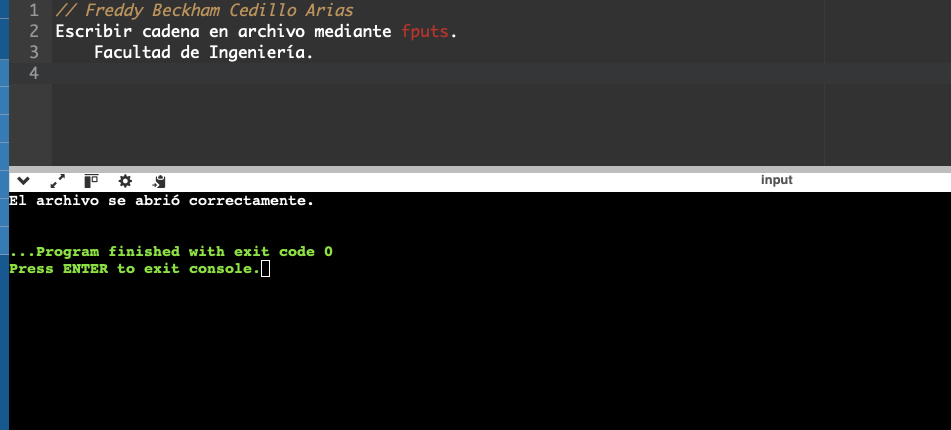 1 // Freddy Beckham Cedillo Arias
2 Escribir cadena en archivo mediante fputs.
3 Facultad de Ingeniería.
4
input
El archivo se abrió correctamente.
...Program finished with exit code 0
Press ENTER to exit console.